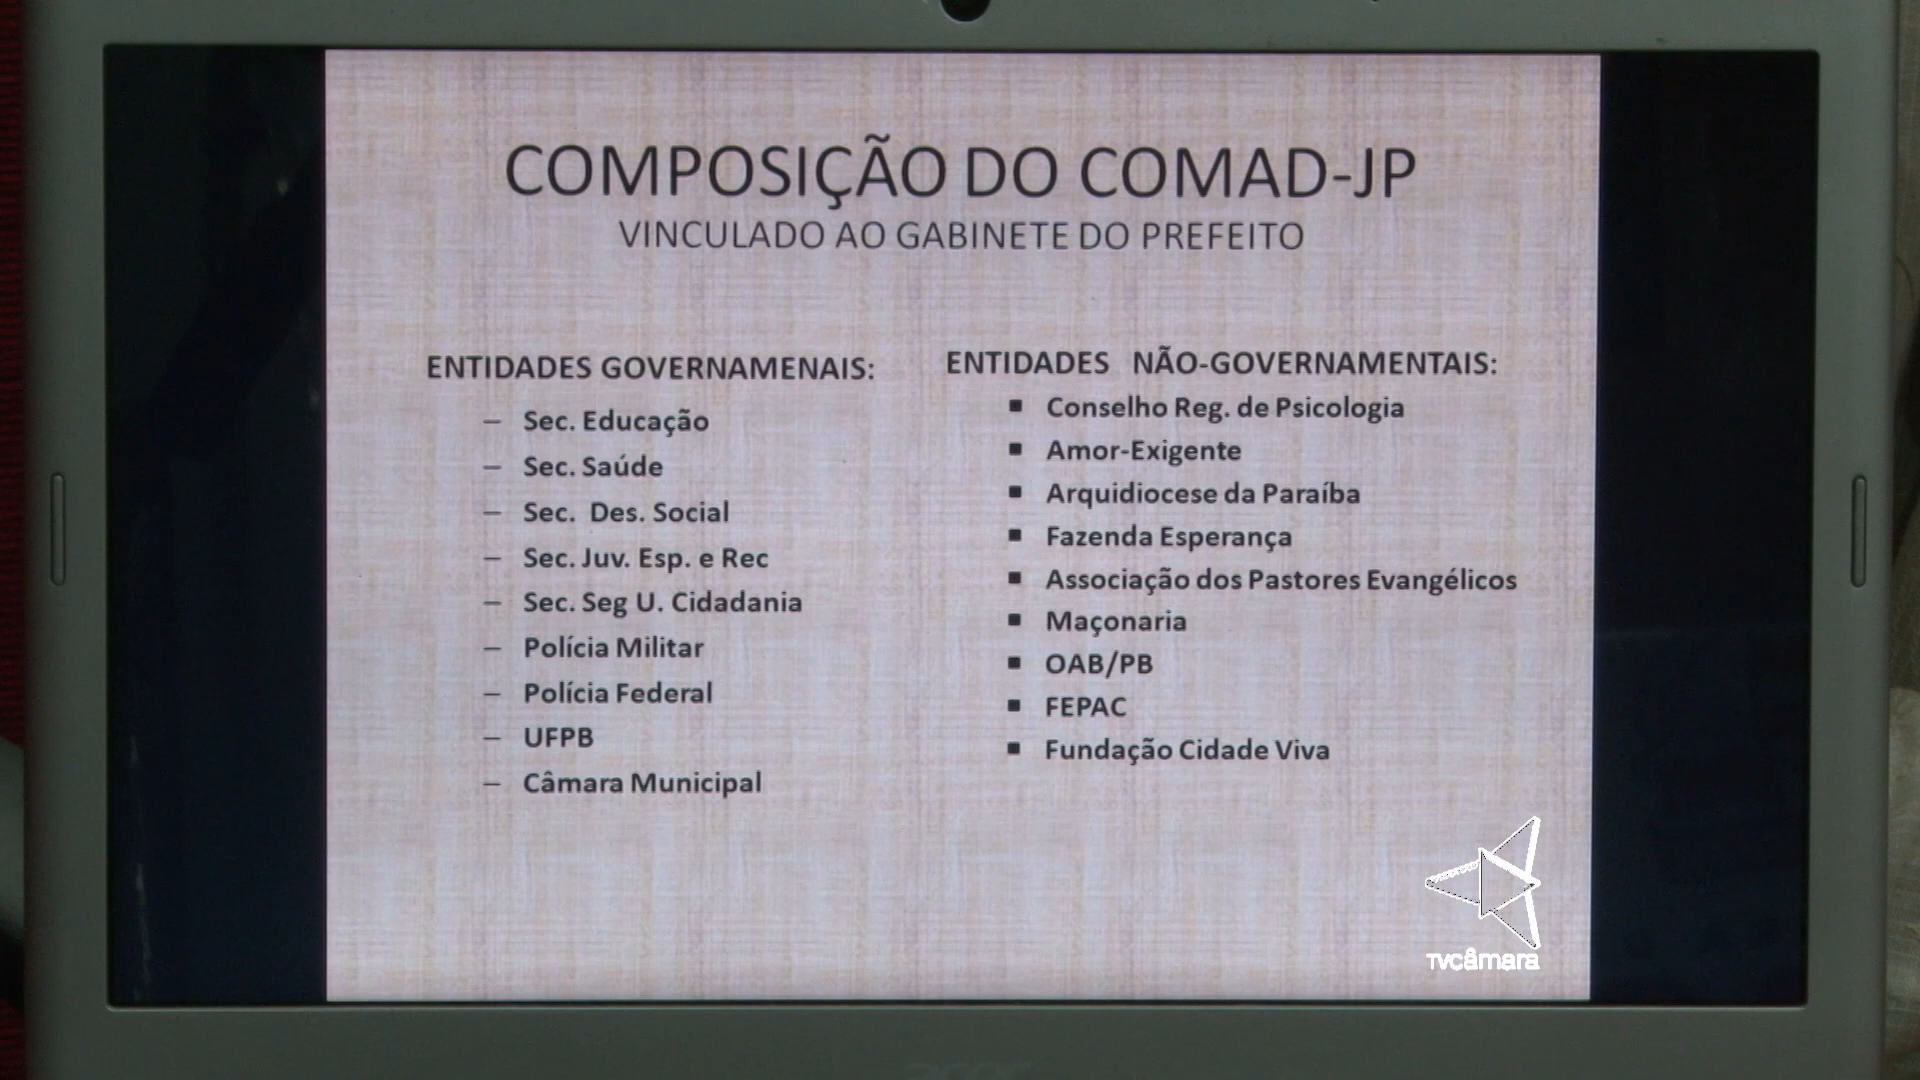 COMPOSIÇÃO DO COMAD-JP
VINCULADO AO GABINETE DO PREFEITO
ENTIDADES GOVERNAMENAIS:
– Sec. Educação
– Sec. Saúde
– Sec. Des. Social
– Sec. Juv. Esp. e Rec
– Sec. Seg U. Cidadania
– Polícia Militar
– Polícia Federal
– UFPB
– Câmara Municipal
ENTIDADES NÃO-GOVERNAMENTAIS:
▪ Conselho Reg. de Psicologia
▪ Amor-Exigente
▪ Arquidiocese da Paraíba
▪ Fazenda Esperança
▪ Associação dos Pastores Evangélicos
▪ Maçonaria
▪ OAB/PB
▪ FEPAC
▪ Fundação Cidade Viva
TVCâmara
acer